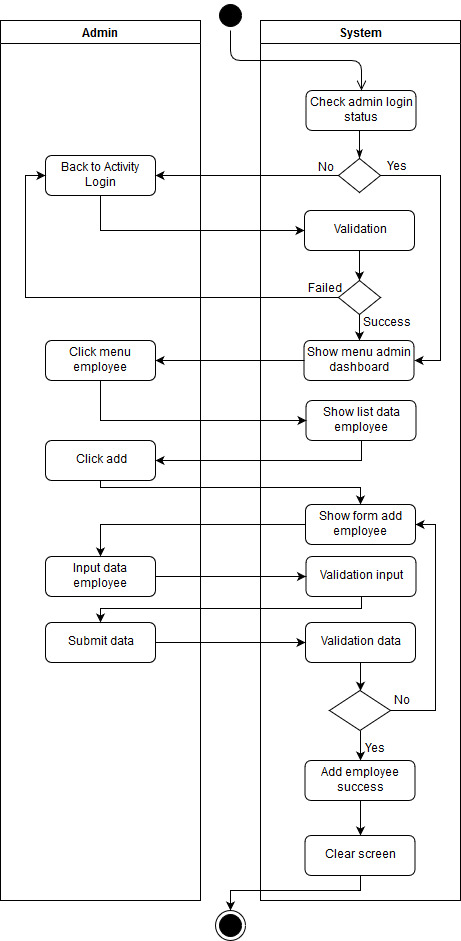 Admin
System
Check admin login
status
No
Yes
Back to Activity
Login
Validation
Failed
Success
Click menu
employee
Show menu admin
dashboard
Show list data
employee
Click add
Show form add
employee
Input data
employee
Validation input
Submit data
Validation data
No
Yes
Add employee
success
Clear screen